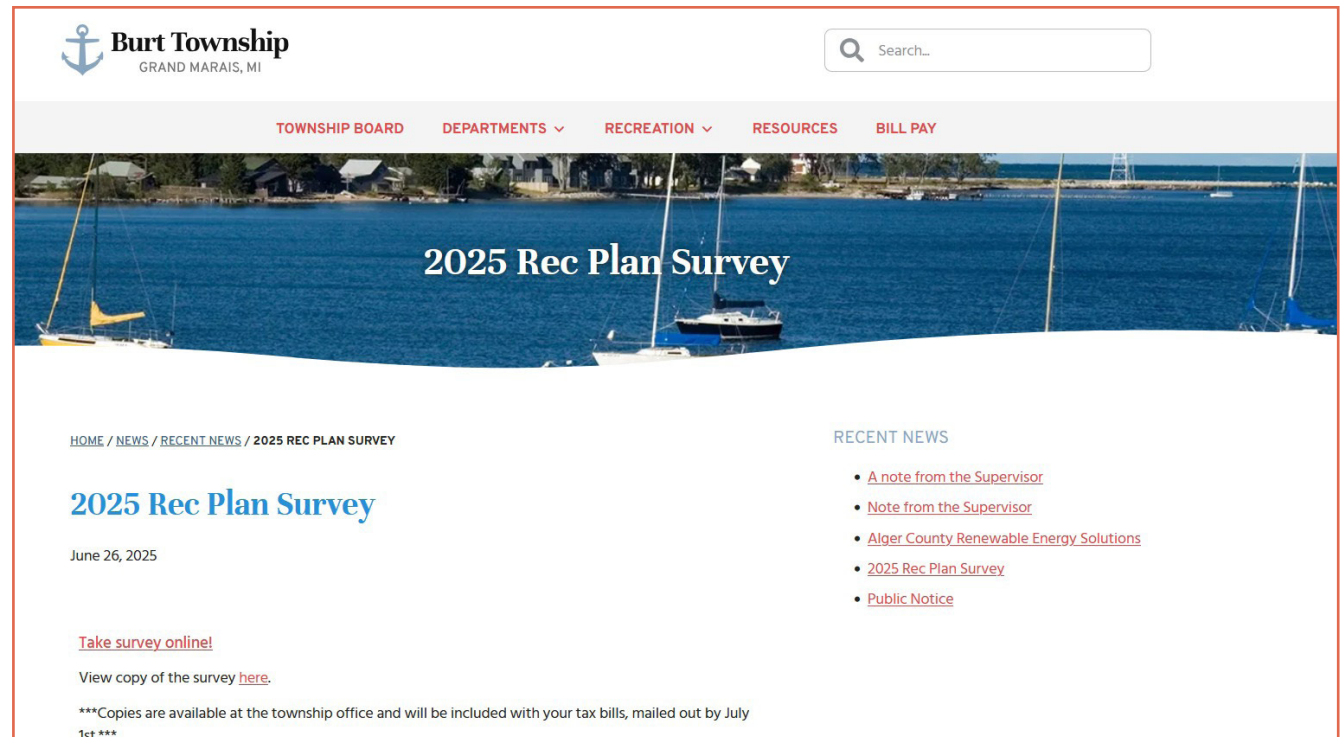 Burt Township
GRAND MARAIS, MI
Search...
TOWNSHIP BOARD DEPARTMENTS RECREATION RESOURCES BILL PAY
2025 Rec Plan Survey
HOME / NEWS / RECENT NEWS / 2025 REC PLAN SURVEY
2025 Rec Plan Survey
June 26, 2025
Take survey online!
View copy of the survey here.
***Copies are available at the township office and will be included with your tax bills, mailed out by July
1st.***
RECENT NEWS
• A note from the Supervisor
• Note from the Supervisor
• Alger County Renewable Energy Solutions
• 2025 Rec Plan Survey
• Public Notice